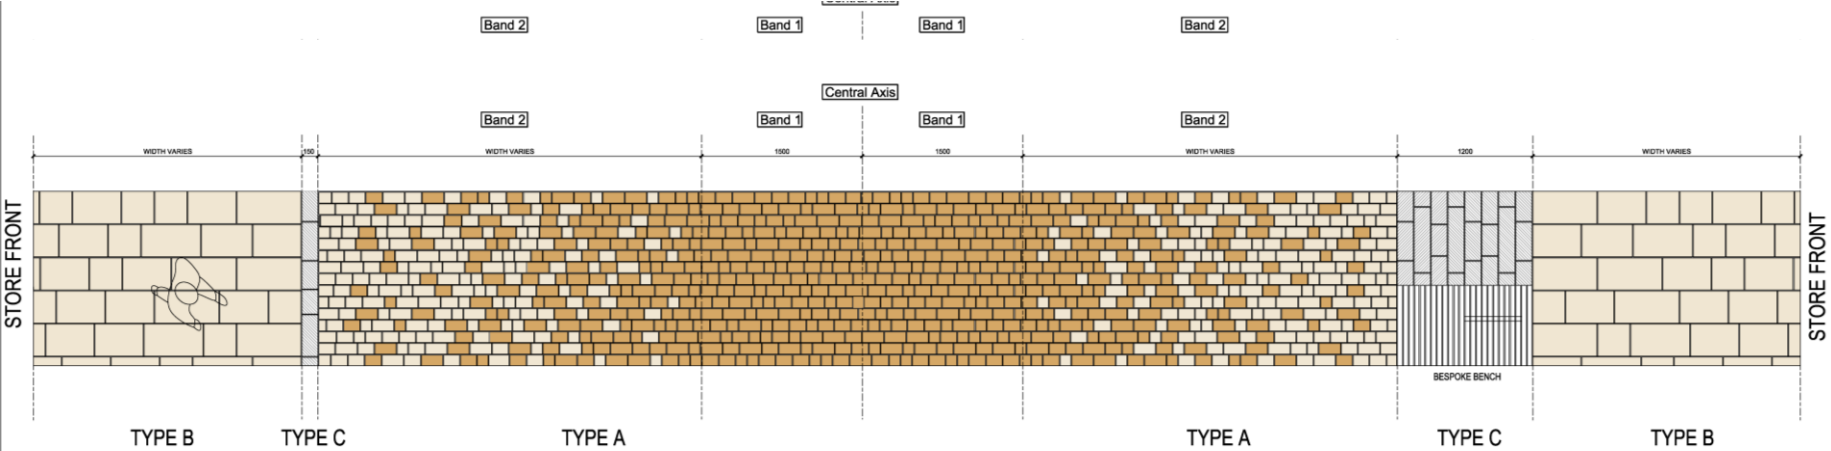 Central Axis
Band 2 Band 1 Band 1 Band 2
Central Axis
Band 2 Band 1 Band 1 Band 2
WIDTH VARIES 150 WIDTH VARIES 1500 1500 WIDTH VARIES 1200 WIDTH VARIES
STORE FRONT
STORE FRONT
BESPOKE BENCH
TYPE B TYPE C TYPE A TYPE A TYPE C TYPE B